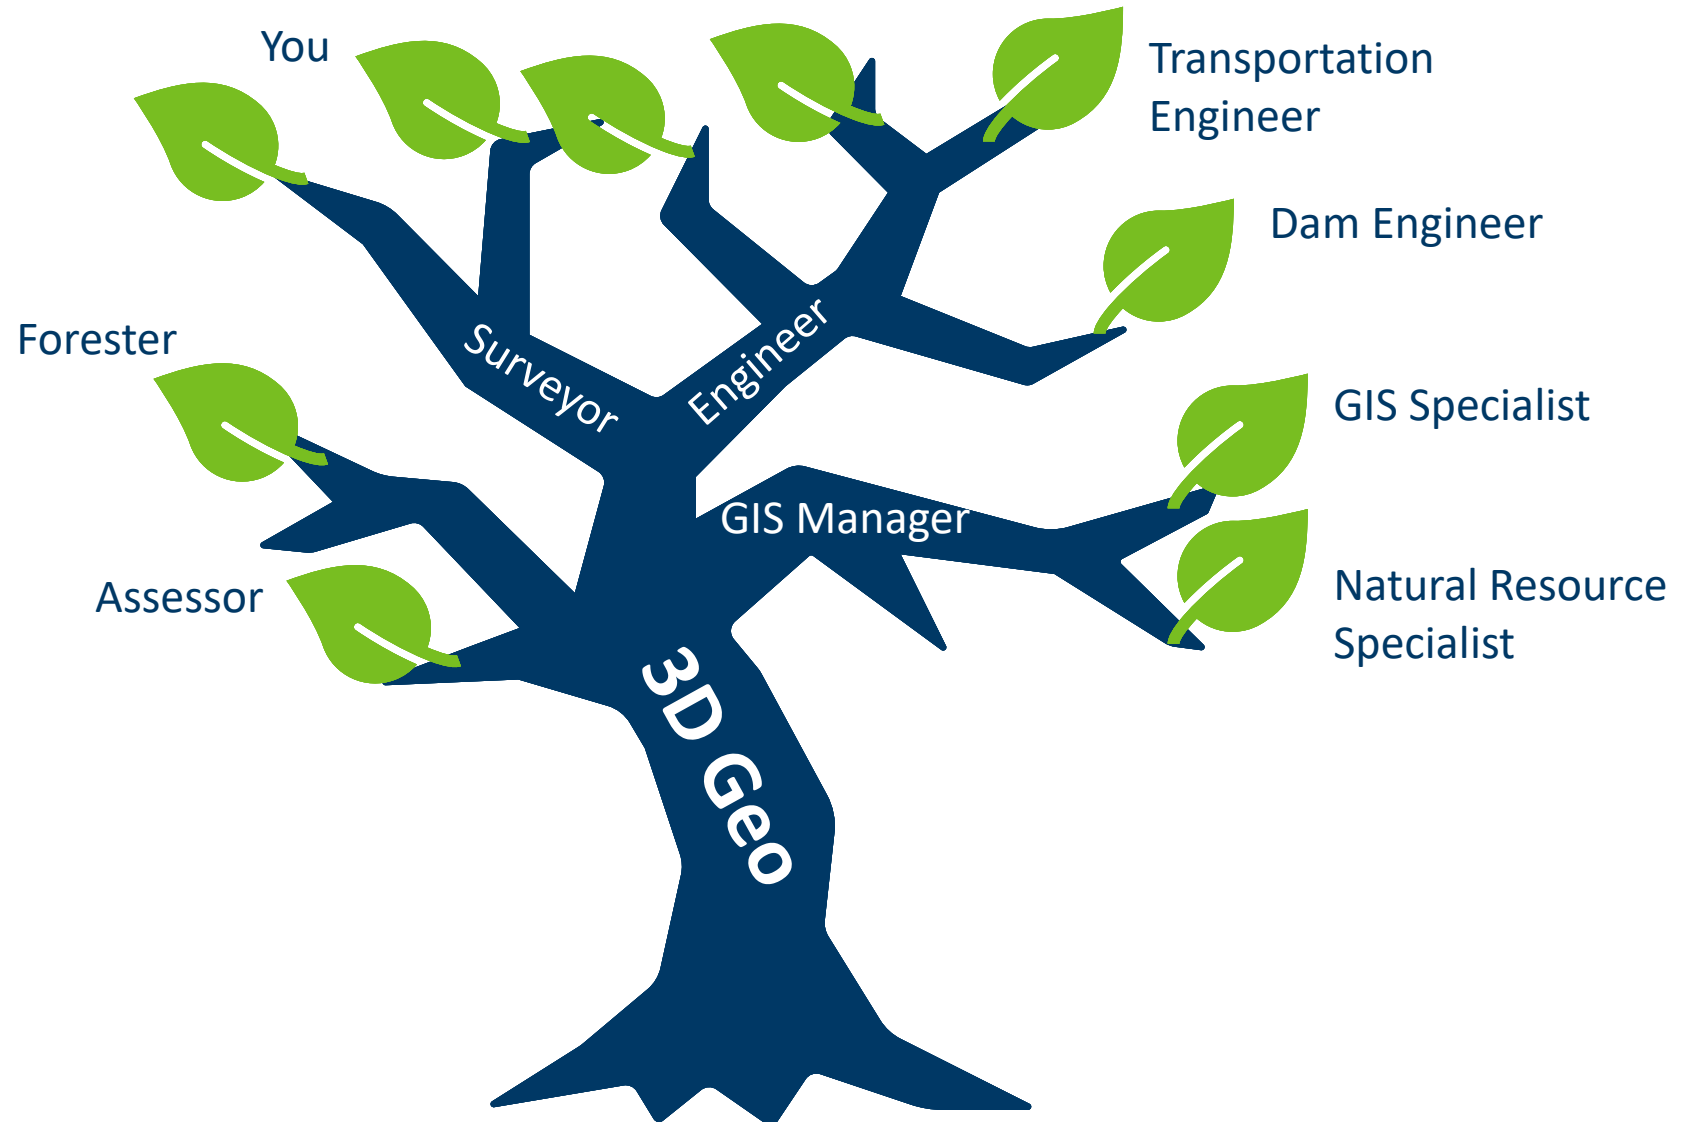 You
Transportation
Engineer
Dam Engineer
Forester
Surveyor
Engineer
GIS Specialist
GIS Manager
Assessor
Natural Resource
Specialist
3D Geo